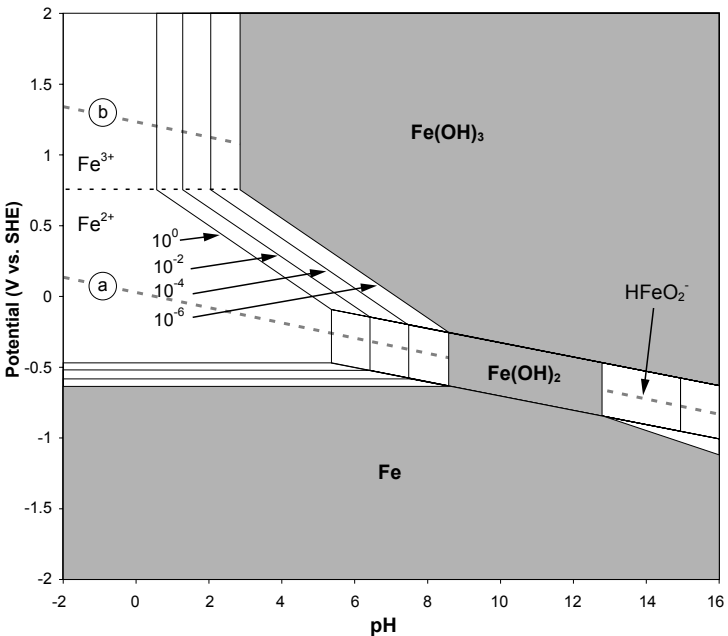 2
1.5
1
0.5
0
-0.5
-1
-1.5
-2
Potential (V vs. SHE)
b
Fe³⁺
Fe²⁺
a
10⁰
10⁻²
10⁻⁴
10⁻⁶
Fe(OH)₃
HFeO₂⁻
Fe(OH)₂
Fe
-2 0 2 4 6 8 10 12 14 16
pH